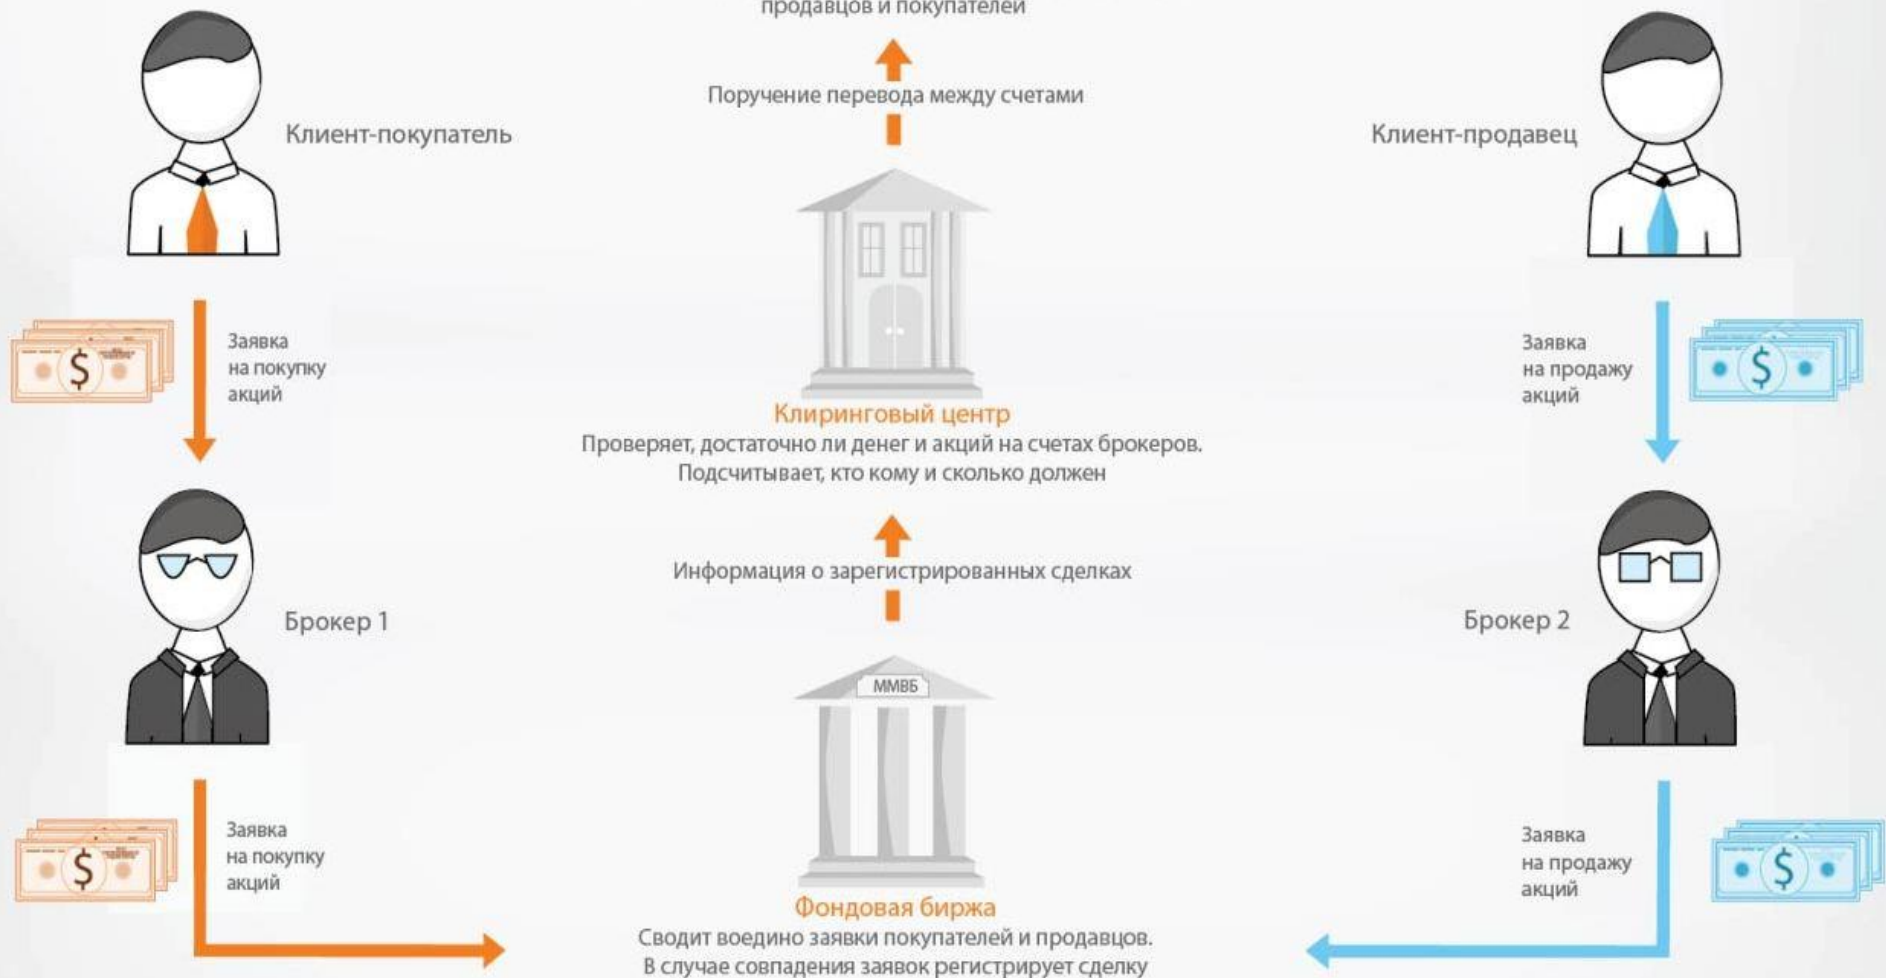 продавцов и покупателей
Поручение перевода между счетами
Клиент-покупатель
Клиент-продавец
Заявка
на покупку
акций
Заявка
на продажу
акций
Клиринговый центр
Проверяет, достаточно ли денег и акций на счетах брокеров.
Подсчитывает, кто кому и сколько должен
Информация о зарегистрированных сделках
Брокер 1
Брокер 2
ММВБ
Заявка
на покупку
акций
Заявка
на продажу
акций
Фондовая биржа
Сводит воедино заявки покупателей и продавцов.
В случае совпадения заявок регистрирует сделку
$
$
$
$